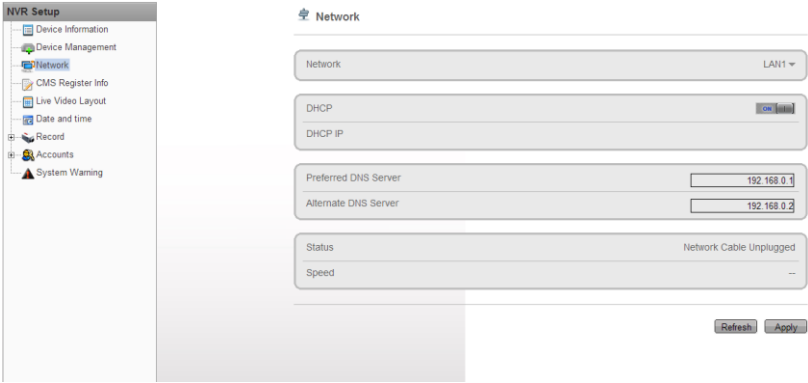 NVR Setup
Device Information
Device Management
Network
CMS Register Info
Live Video Layout
Date and time
Record
Accounts
System Warning
Network
Network LAN1
DHCP ON
DHCP IP
Preferred DNS Server 192.168.0.1
Alternate DNS Server 192.168.0.2
Status Network Cable Unplugged
Speed --
Refresh Apply